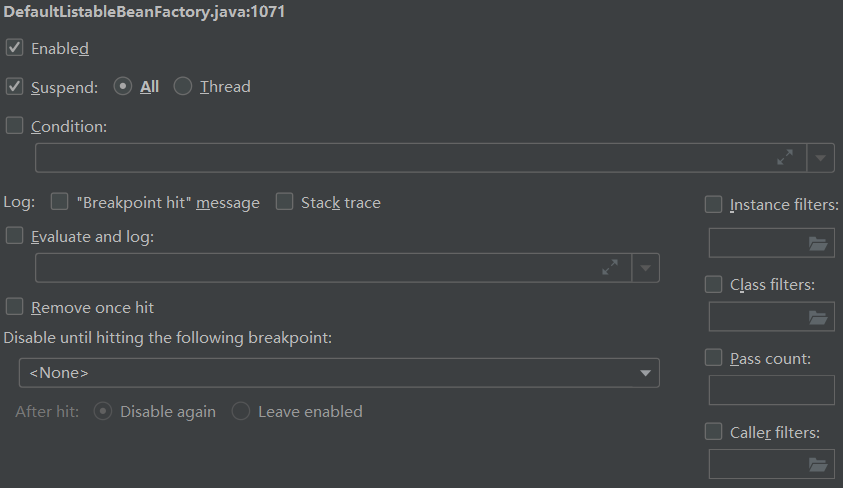 DefaultListableBeanFactory.java:1071
Enabled
Suspend: All Thread
Condition:
Log: "Breakpoint hit" message Stack trace
Instance filters:
Evaluate and log:
Class filters:
Remove once hit
Disable until hitting the following breakpoint:
Pass count:
<None>
After hit: Disable again Leave enabled
Caller filters: